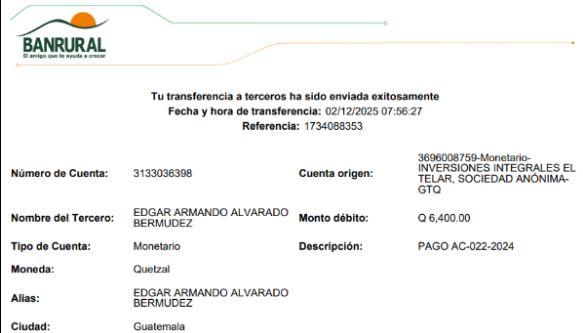 BANRURAL
El amigo que te ayuda a crecer
Tu transferencia a terceros ha sido enviada exitosamente
Fecha y hora de transferencia: 02/12/2025 07:56:27
Referencia: 1734088353
Número de Cuenta: 3133036398
Cuenta origen: 3696008759-Monetario-
INVERSIONES INTEGRALES EL
TELAR, SOCIEDAD ANÓNIMA-
GTQ
Nombre del Tercero: EDGAR ARMANDO ALVARADO
BERMUDEZ
Monto débito: Q 6,400.00
Tipo de Cuenta: Monetario
Descripción: PAGO AC-022-2024
Moneda: Quetzal
Alias: EDGAR ARMANDO ALVARADO
BERMUDEZ
Ciudad: Guatemala